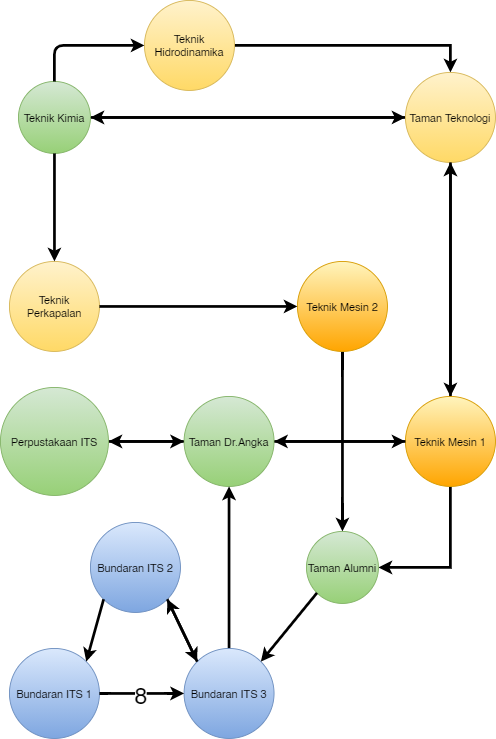 Teknik
Hidrodinamika
Teknik Kimia
Taman Teknologi
Teknik
Perkapalan
Teknik Mesin 2
Perpustakaan ITS
Taman Dr.Angka
Teknik Mesin 1
Bundaran ITS 2
Taman Alumni
Bundaran ITS 1
8
Bundaran ITS 3